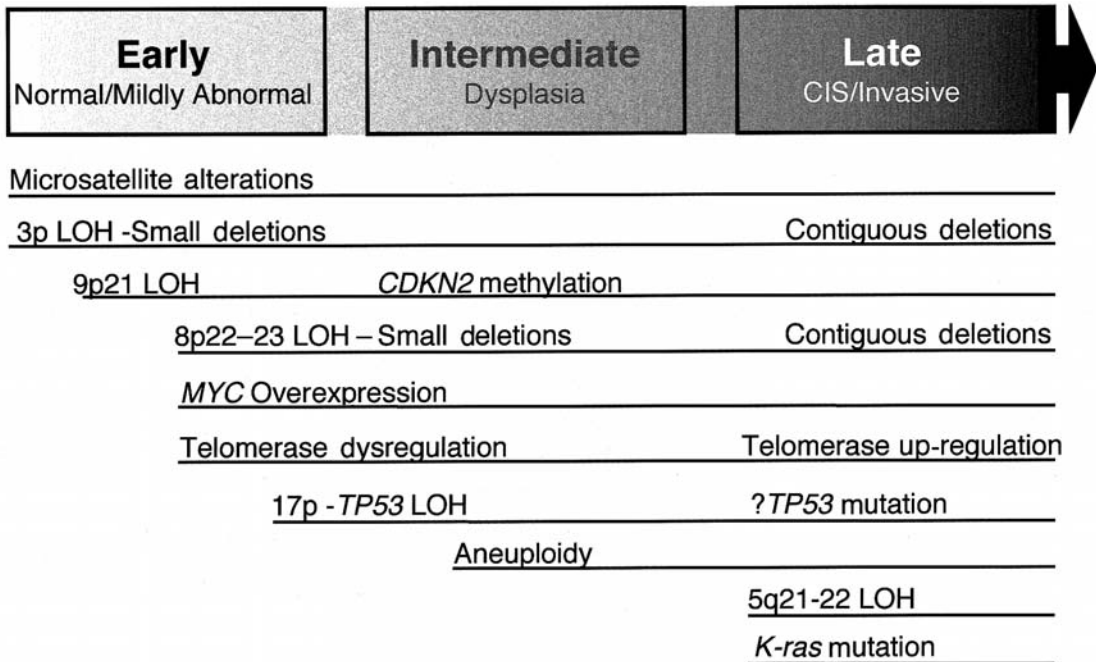 Early
Normal/Mildly Abnormal
Intermediate
Dysplasia
Late
CIS/Invasive
Microsatellite alterations
3p LOH -Small deletions Contiguous deletions
9p21 LOH CDKN2 methylation
8p22–23 LOH – Small deletions Contiguous deletions
MYC Overexpression
Telomerase dysregulation Telomerase up-regulation
17p -TP53 LOH ?TP53 mutation
Aneuploidy
5q21-22 LOH
K-ras mutation